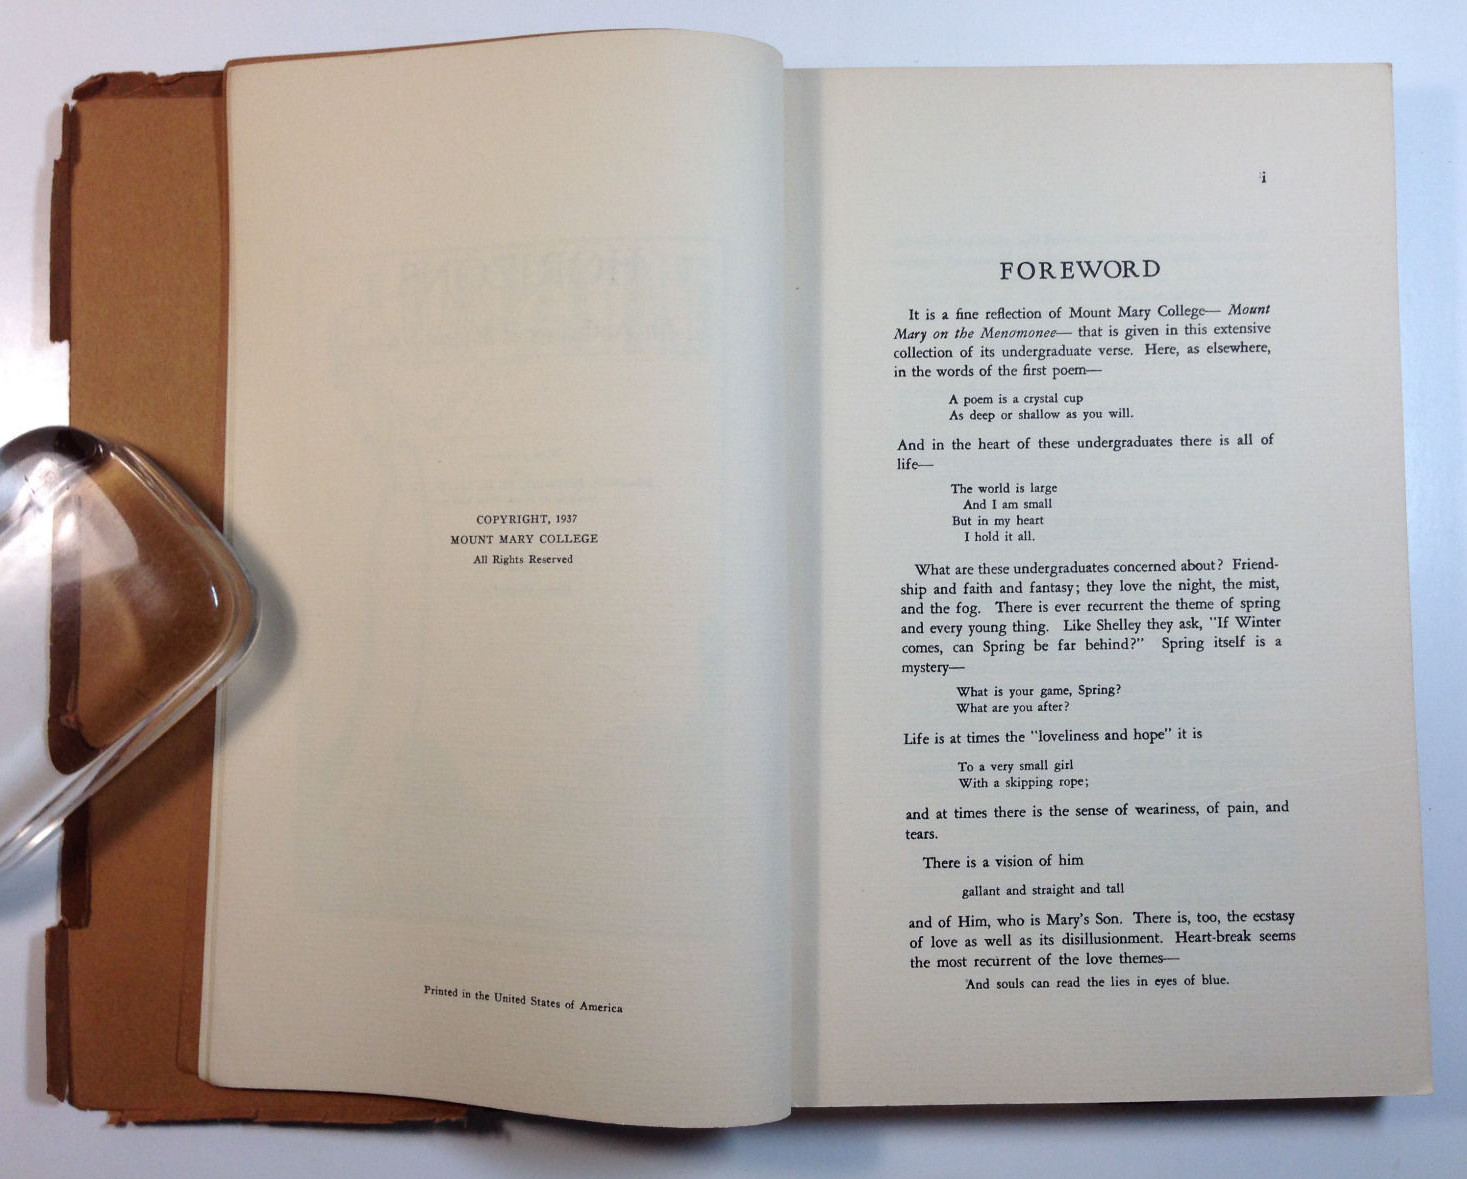 COPYRIGHT, 1937
MOUNT MARY COLLEGE
All Rights Reserved
Printed in the United States of America
i
FOREWORD
It is a fine reflection of Mount Mary College— Mount
Mary on the Menomonee— that is given in this extensive
collection of its undergraduate verse. Here, as elsewhere,
in the words of the first poem—
A poem is a crystal cup
As deep or shallow as you will.
And in the heart of these undergraduates there is all of
life—
The world is large
And I am small
But in my heart
I hold it all.
What are these undergraduates concerned about? Friend-
ship and faith and fantasy; they love the night, the mist,
and the fog. There is ever recurrent the theme of spring
and every young thing. Like Shelley they ask, "If Winter
comes, can Spring be far behind?" Spring itself is a
mystery—
What is your game, Spring?
What are you after?
Life is at times the "loveliness and hope" it is
To a very small girl
With a skipping rope;
and at times there is the sense of weariness, of pain, and
tears.
There is a vision of him
gallant and straight and tall
and of Him, who is Mary's Son. There is, too, the ecstasy
of love as well as its disillusionment. Heart-break seems
the most recurrent of the love themes—
And souls can read the lies in eyes of blue.